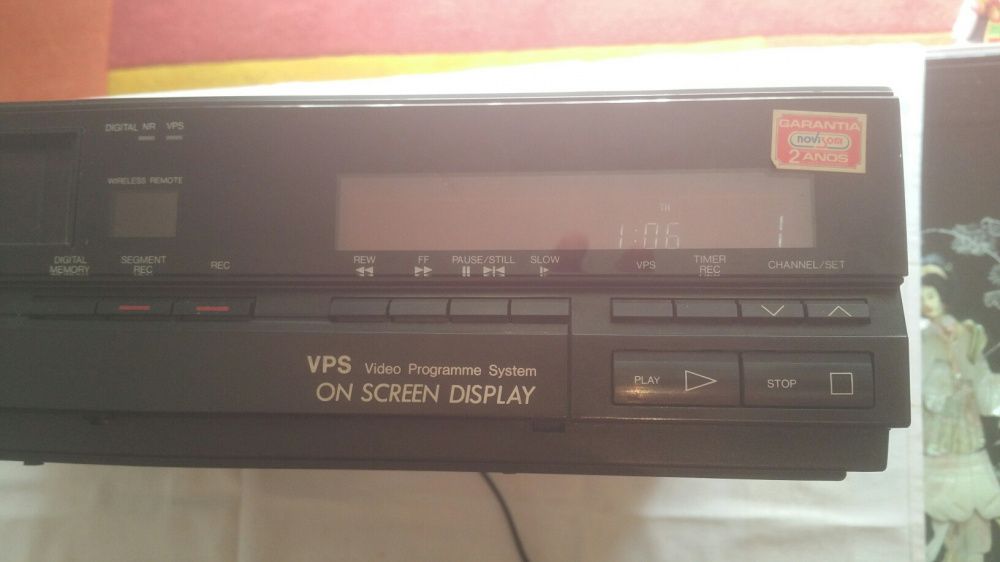 DIGITAL NR VPS
GARANTIA
NOVISOM
2 ANOS
WIRELESS REMOTE
TH
1:06 1
DIGITAL MEMORY
SEGMENT REC
REC
REW
FF
PAUSE/STILL
SLOW
VPS
TIMER REC
CHANNEL/SET
VPS Video Programme System
ON SCREEN DISPLAY
PLAY
STOP